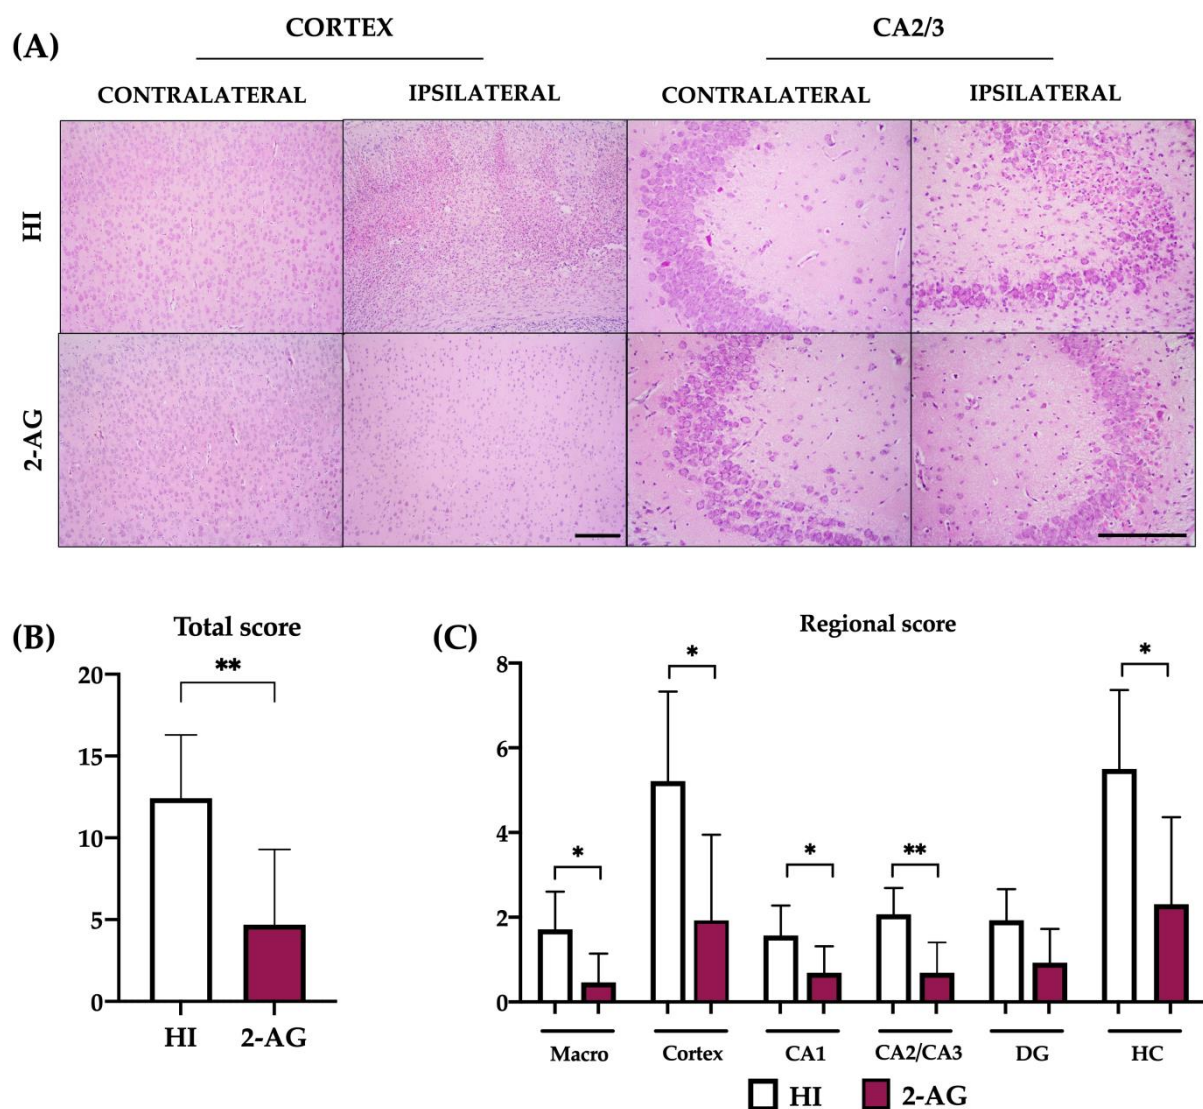 (A)
CORTEX
CA2/3
CONTRALATERAL
IPSILATERAL
CONTRALATERAL
IPSILATERAL
HI
2-AG
(B)
Total score
**
20
15
10
5
0
HI
2-AG
(C)
Regional score
8
6
4
2
0
*
*
*
**
*
Macro
Cortex
CA1
CA2/CA3
DG
HC
HI
2-AG